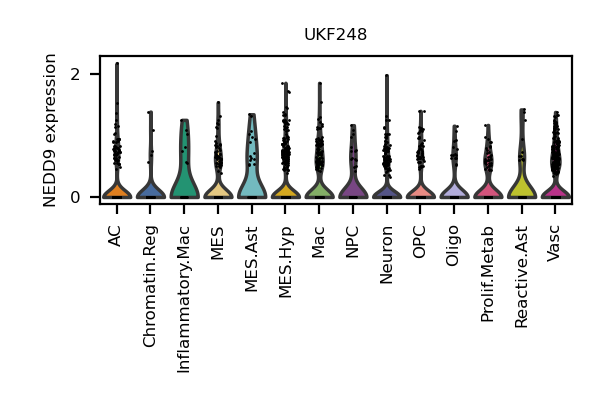 UKF248
NEDD9 expression
2
0
AC
Chromatin.Reg
Inflammatory.Mac
MES
MES.Ast
MES.Hyp
Mac
NPC
Neuron
OPC
Oligo
Prolif.Metab
Reactive.Ast
Vasc